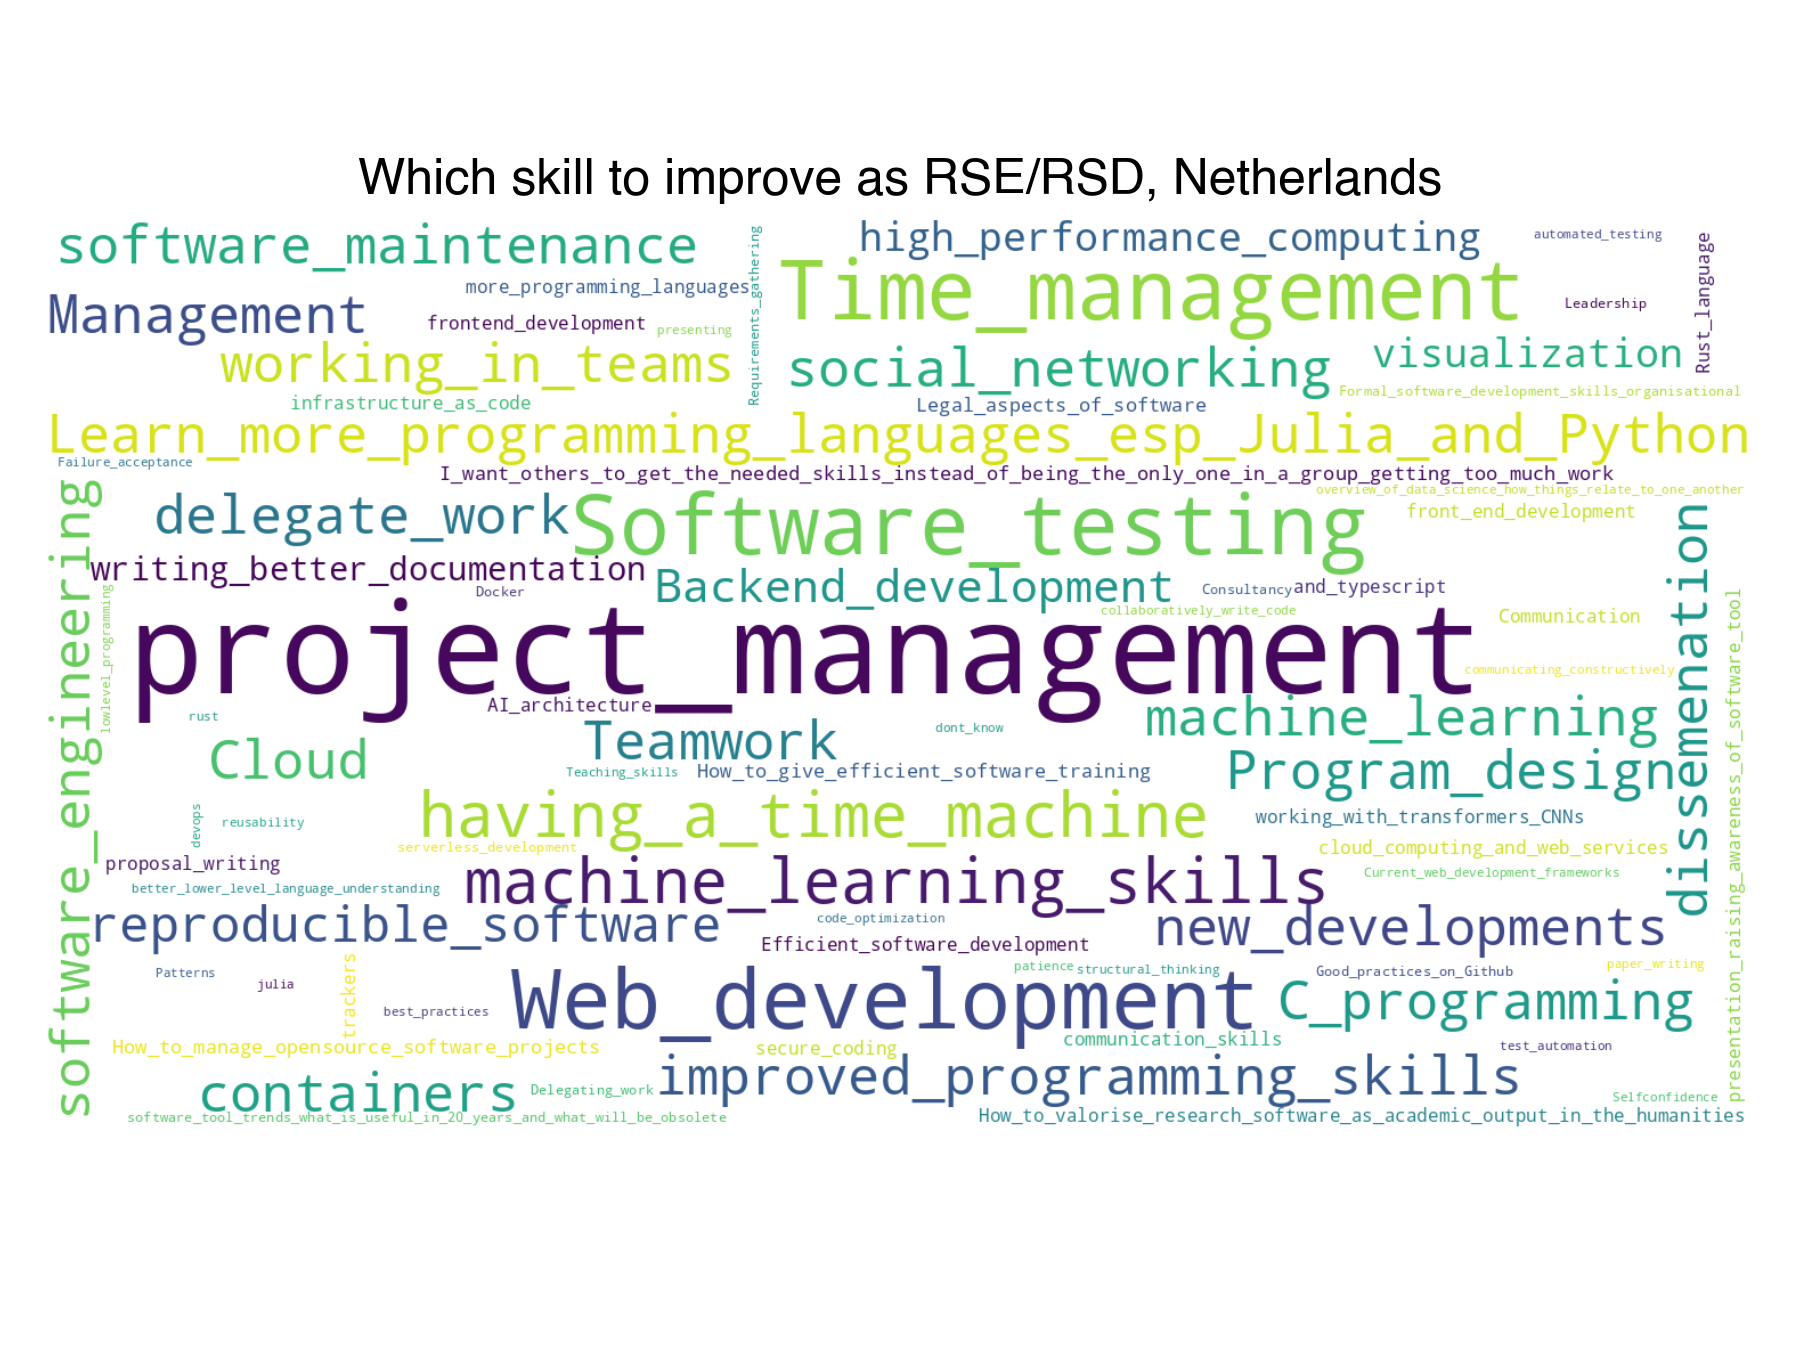 Which skill to improve as RSE/RSD, Netherlands
software_maintenance
high_performance_computing
automated_testing
Requirements_gathering
Rust_language
more_programming_languages
Time_management
Management
Leadership
frontend_development
presenting
working_in_teams
social_networking
visualization
Formal_software_development_skills_organisational
infrastructure_as_code
Legal_aspects_of_software
Learn_more_programming_languages_esp_Julia_and_Python
Failure_acceptance
I_want_others_to_get_the_needed_skills_instead_of_being_the_only_one_in_a_group_getting_too_much_work
software_engineering
overview_of_data_science_how_things_relate_to_one_another
delegate_work
Software_testing
front_end_development
dissemenation
writing_better_documentation
Backend_development
Docker
Consultancy
and_typescript
lowlevel_programming
collaboratively_write_code
Communication
presentation_raising_awareness_of_software_tool
project_management
communicating_constructively
AI_architecture
rust
machine_learning
dont_know
Teamwork
Cloud
Teaching_skills
How_to_give_efficient_software_training
Program_design
having_a_time_machine
devops
reusability
working_with_transformers_CNNs
serverless_development
cloud_computing_and_web_services
proposal_writing
Current_web_development_frameworks
better_lower_level_language_understanding
machine_learning_skills
reproducible_software
code_optimization
new_developments
Efficient_software_development
Patterns
julia
trackers
best_practices
Web_development
patience
structural_thinking
Good_practices_on_Github
paper_writing
C_programming
How_to_manage_opensource_software_projects
secure_coding
communication_skills
test_automation
containers
Delegating_work
improved_programming_skills
Selfconfidence
software_tool_trends_what_is_useful_in_20_years_and_what_will_be_obsolete
How_to_valorise_research_software_as_academic_output_in_the_humanities